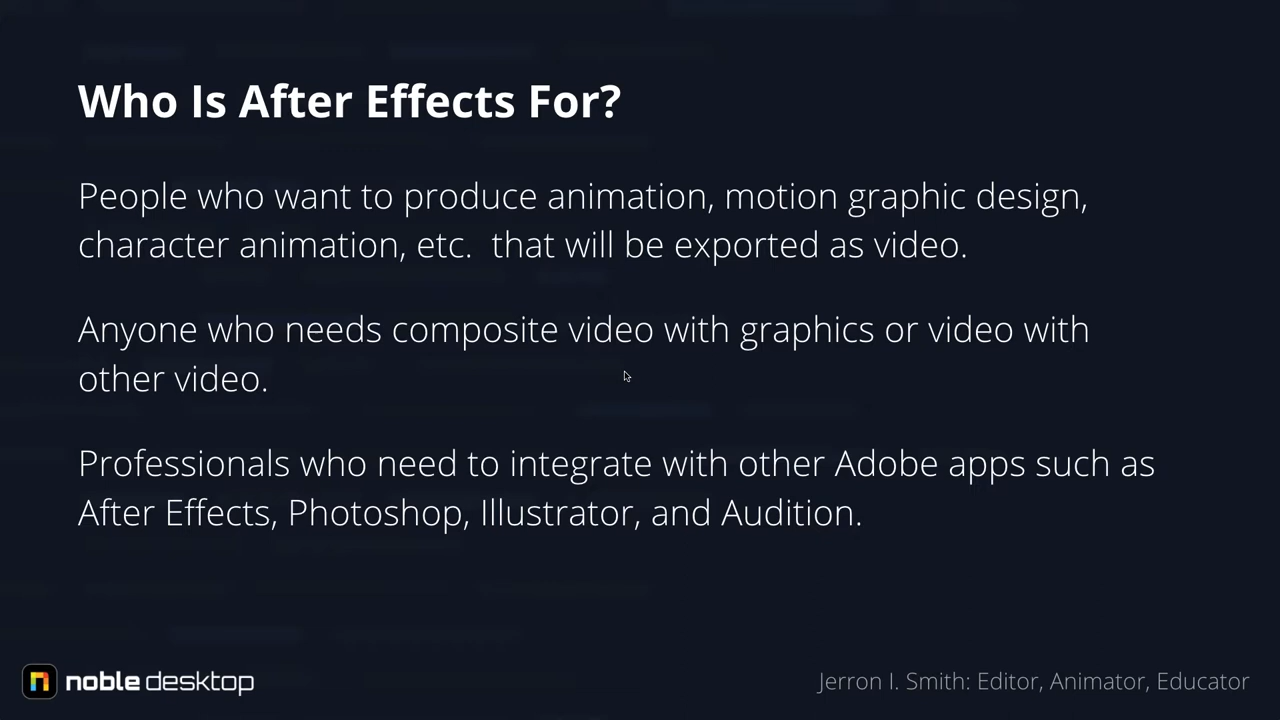 Who Is After Effects For?
People who want to produce animation, motion graphic design,
character animation, etc.  that will be exported as video.
Anyone who needs composite video with graphics or video with
other video.
Professionals who need to integrate with other Adobe apps such as
After Effects, Photoshop, Illustrator, and Audition.
noble desktop
Jerron I. Smith: Editor, Animator, Educator